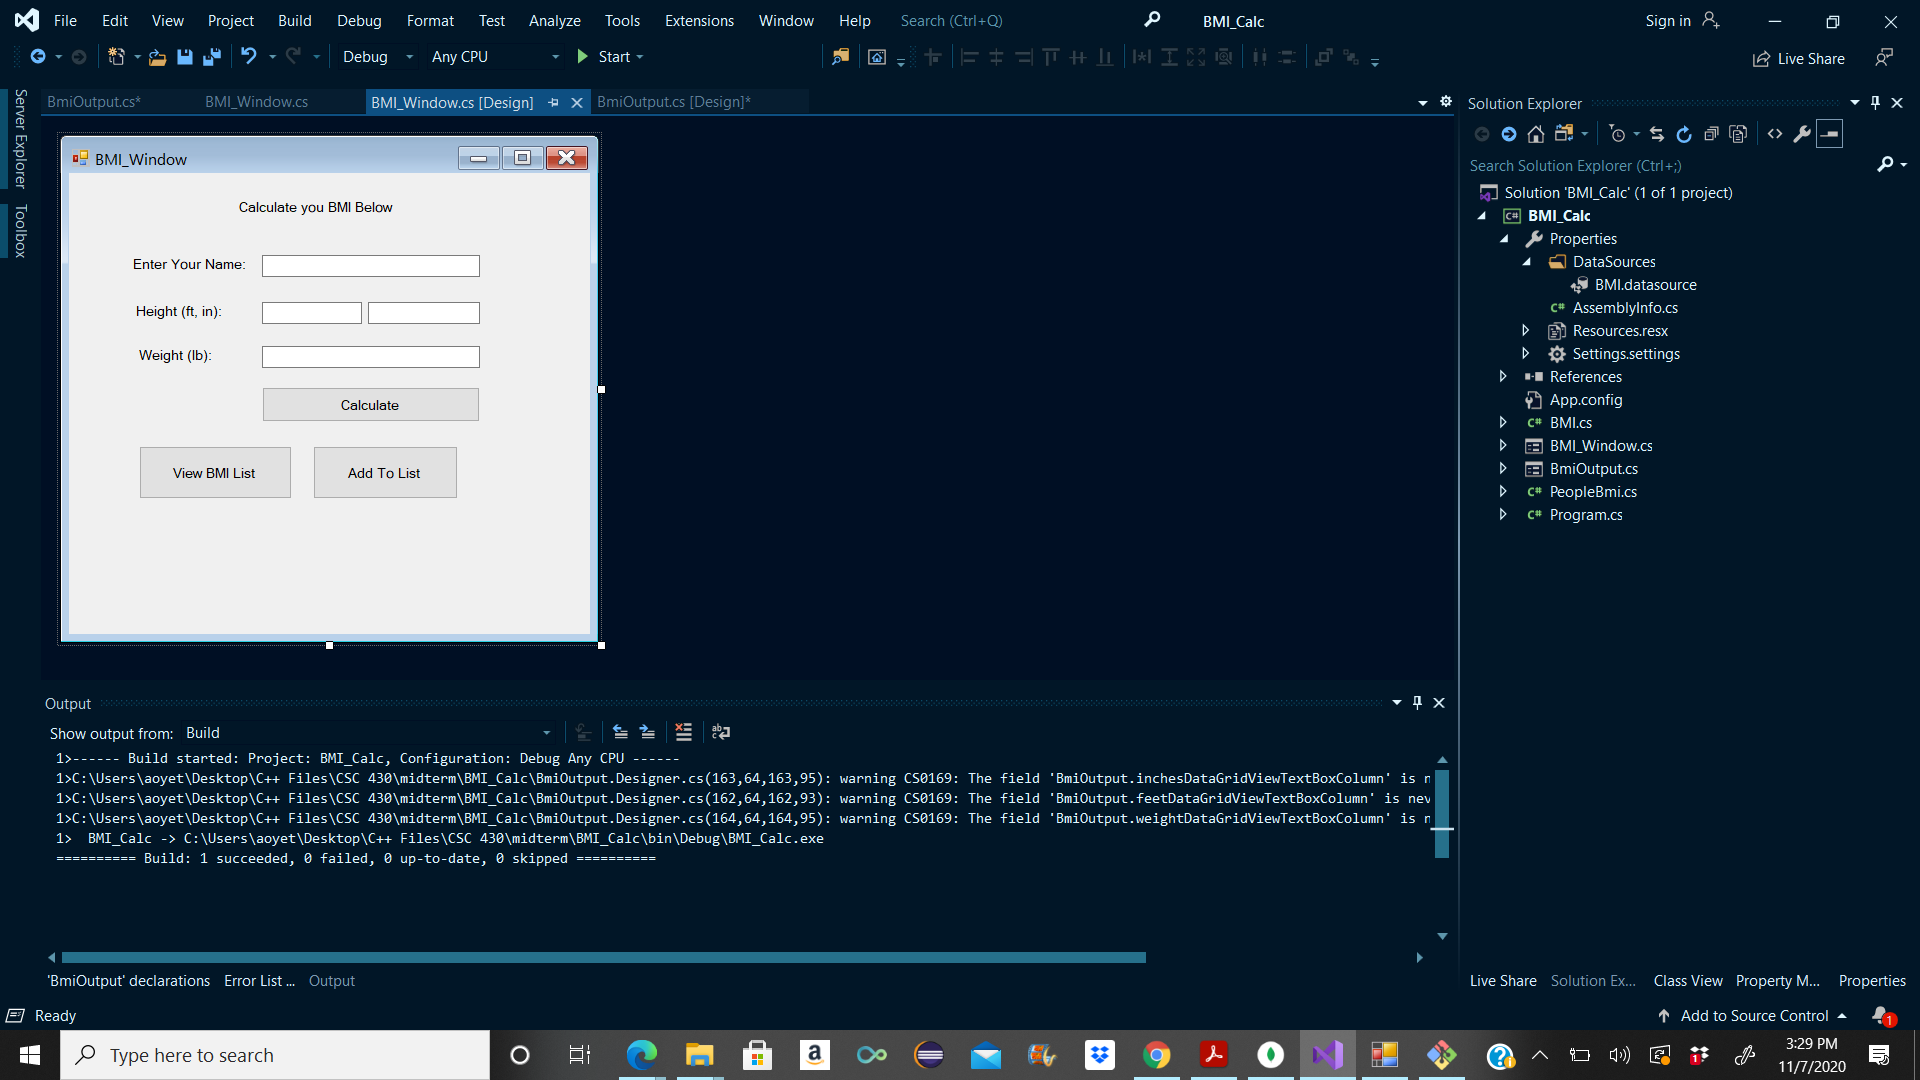 File Edit View Project Build Debug Format Test Analyze Tools Extensions Window Help Search (Ctrl+Q) BMI_Calc Sign in
Debug Any CPU Start Live Share
Server Explorer
Toolbox
BmiOutput.cs* BMI_Window.cs BMI_Window.cs [Design] BmiOutput.cs [Design]*
BMI_Window
Calculate you BMI Below
Enter Your Name:
Height (ft, in):
Weight (lb):
Calculate
View BMI List Add To List
Solution Explorer
Search Solution Explorer (Ctrl+;)
Solution 'BMI_Calc' (1 of 1 project)
C# BMI_Calc
Properties
DataSources
BMI.datasource
C# AssemblyInfo.cs
Resources.resx
Settings.settings
References
App.config
C# BMI.cs
BMI_Window.cs
BmiOutput.cs
C# PeopleBmi.cs
C# Program.cs
Output
Show output from: Build
1>------ Build started: Project: BMI_Calc, Configuration: Debug Any CPU ------
1>C:\Users\aoyet\Desktop\C++ Files\CSC 430\midterm\BMI_Calc\BmiOutput.Designer.cs(163,64,163,95): warning CS0169: The field 'BmiOutput.inchesDataGridViewTextBoxColumn' is n
1>C:\Users\aoyet\Desktop\C++ Files\CSC 430\midterm\BMI_Calc\BmiOutput.Designer.cs(162,64,162,93): warning CS0169: The field 'BmiOutput.feetDataGridViewTextBoxColumn' is nev
1>C:\Users\aoyet\Desktop\C++ Files\CSC 430\midterm\BMI_Calc\BmiOutput.Designer.cs(164,64,164,95): warning CS0169: The field 'BmiOutput.weightDataGridViewTextBoxColumn' is n
1>  BMI_Calc -> C:\Users\aoyet\Desktop\C++ Files\CSC 430\midterm\BMI_Calc\bin\Debug\BMI_Calc.exe
========== Build: 1 succeeded, 0 failed, 0 up-to-date, 0 skipped ==========
'BmiOutput' declarations Error List ... Output
Live Share Solution Ex... Class View Property M... Properties
Ready Add to Source Control 1
Type here to search
3:29 PM
11/7/2020